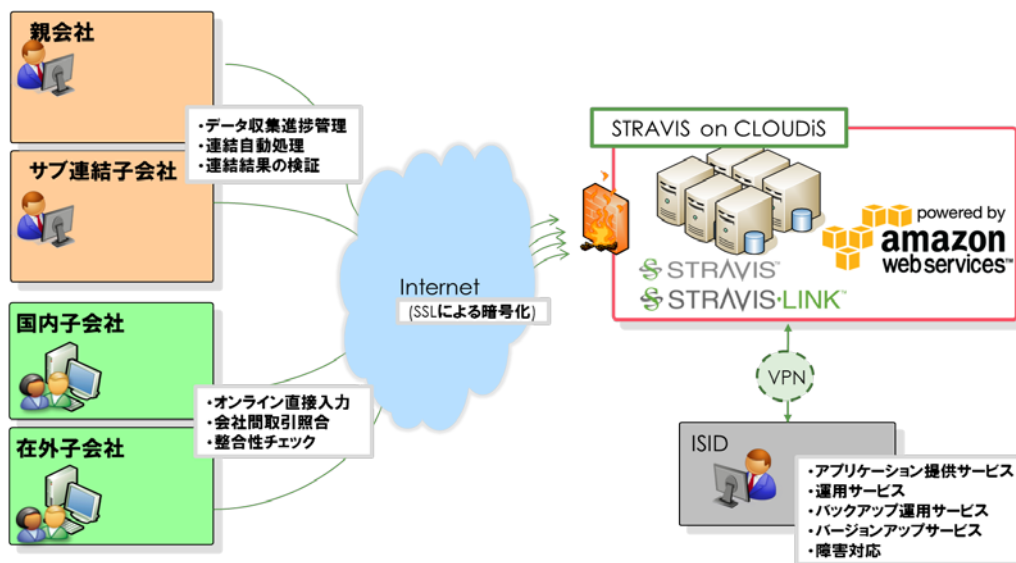 親会社
・データ収集進捗管理
・連結自動処理
・連結結果の検証
サブ連結子会社
国内子会社
・オンライン直接入力
・会社間取引照合
・整合性チェック
在外子会社
Internet
(SSLによる暗号化)
STRAVIS on CLOUDiS
STRAVIS™
STRAVIS·LINK™
powered by
amazon
web services™
VPN
ISID
・アプリケーション提供サービス
・運用サービス
・バックアップ運用サービス
・バージョンアップサービス
・障害対応